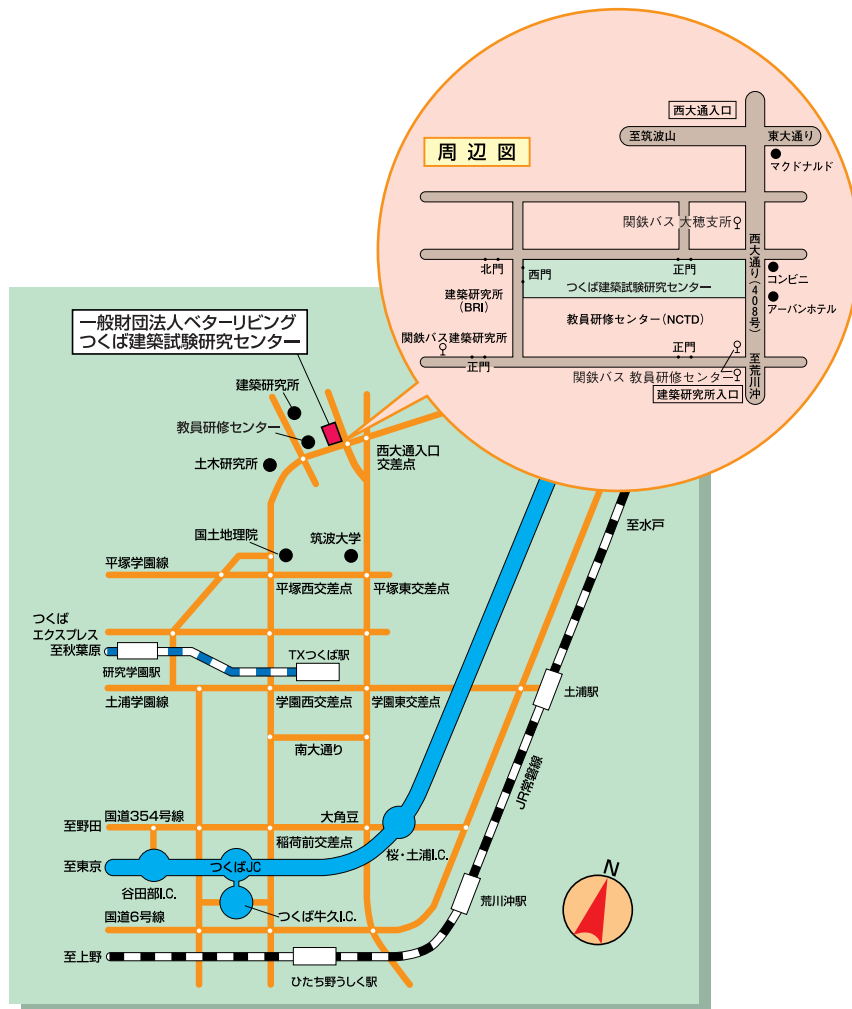 西大通入口
至筑波山
東大通り
マクドナルド
周辺図
関鉄バス 大穂支所
西大通り(408号)
北門
西門
正門
コンビニ
つくば建築試験研究センター
建築研究所
(BRI)
アーバンホテル
教員研修センター(NCTD)
関鉄バス建築研究所
正門
正門
至荒川沖
関鉄バス 教員研修センター
建築研究所入口
一般財団法人ベターリビング
つくば建築試験研究センター
建築研究所
教員研修センター
土木研究所
西大通入口
交差点
国土地理院
筑波大学
至水戸
平塚学園線
平塚西交差点
平塚東交差点
つくば
エクスプレス
至秋葉原
研究学園駅
TXつくば駅
土浦学園線
学園西交差点
学園東交差点
土浦駅
南大通り
JR常磐線
国道354号線
大角豆
至野田
稲荷前交差点
桜・土浦I.C.
至東京
つくばJC
谷田部I.C.
つくば牛久I.C.
荒川沖駅
N
国道6号線
至上野
ひたち野うしく駅